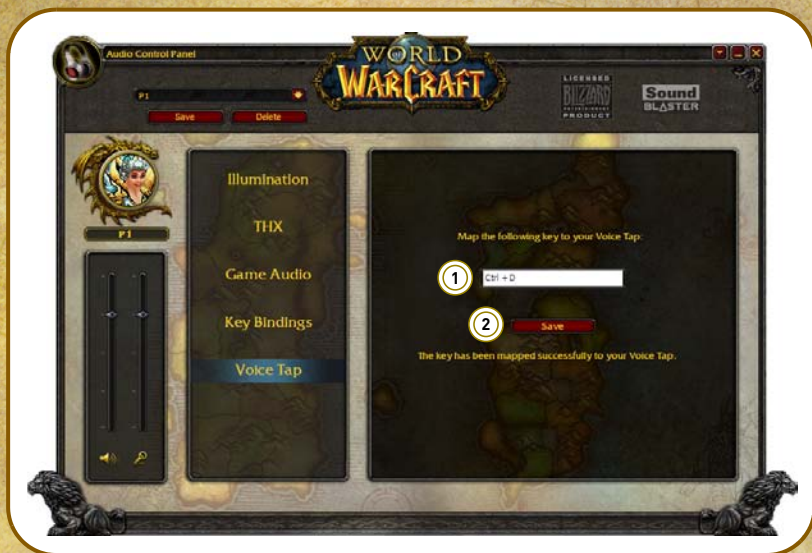 Audio Control Panel
WORLD
WARCRAFT
P1
Save Delete
LICENSED
BLIZZARD
ENTERTAINMENT
PRODUCT
Sound
BLASTER
P1
Illumination
THX
Game Audio
Key Bindings
Voice Tap
Map the following key to your Voice Tap:
1 Ctrl + D
2 Save
The key has been mapped successfully to your Voice Tap.